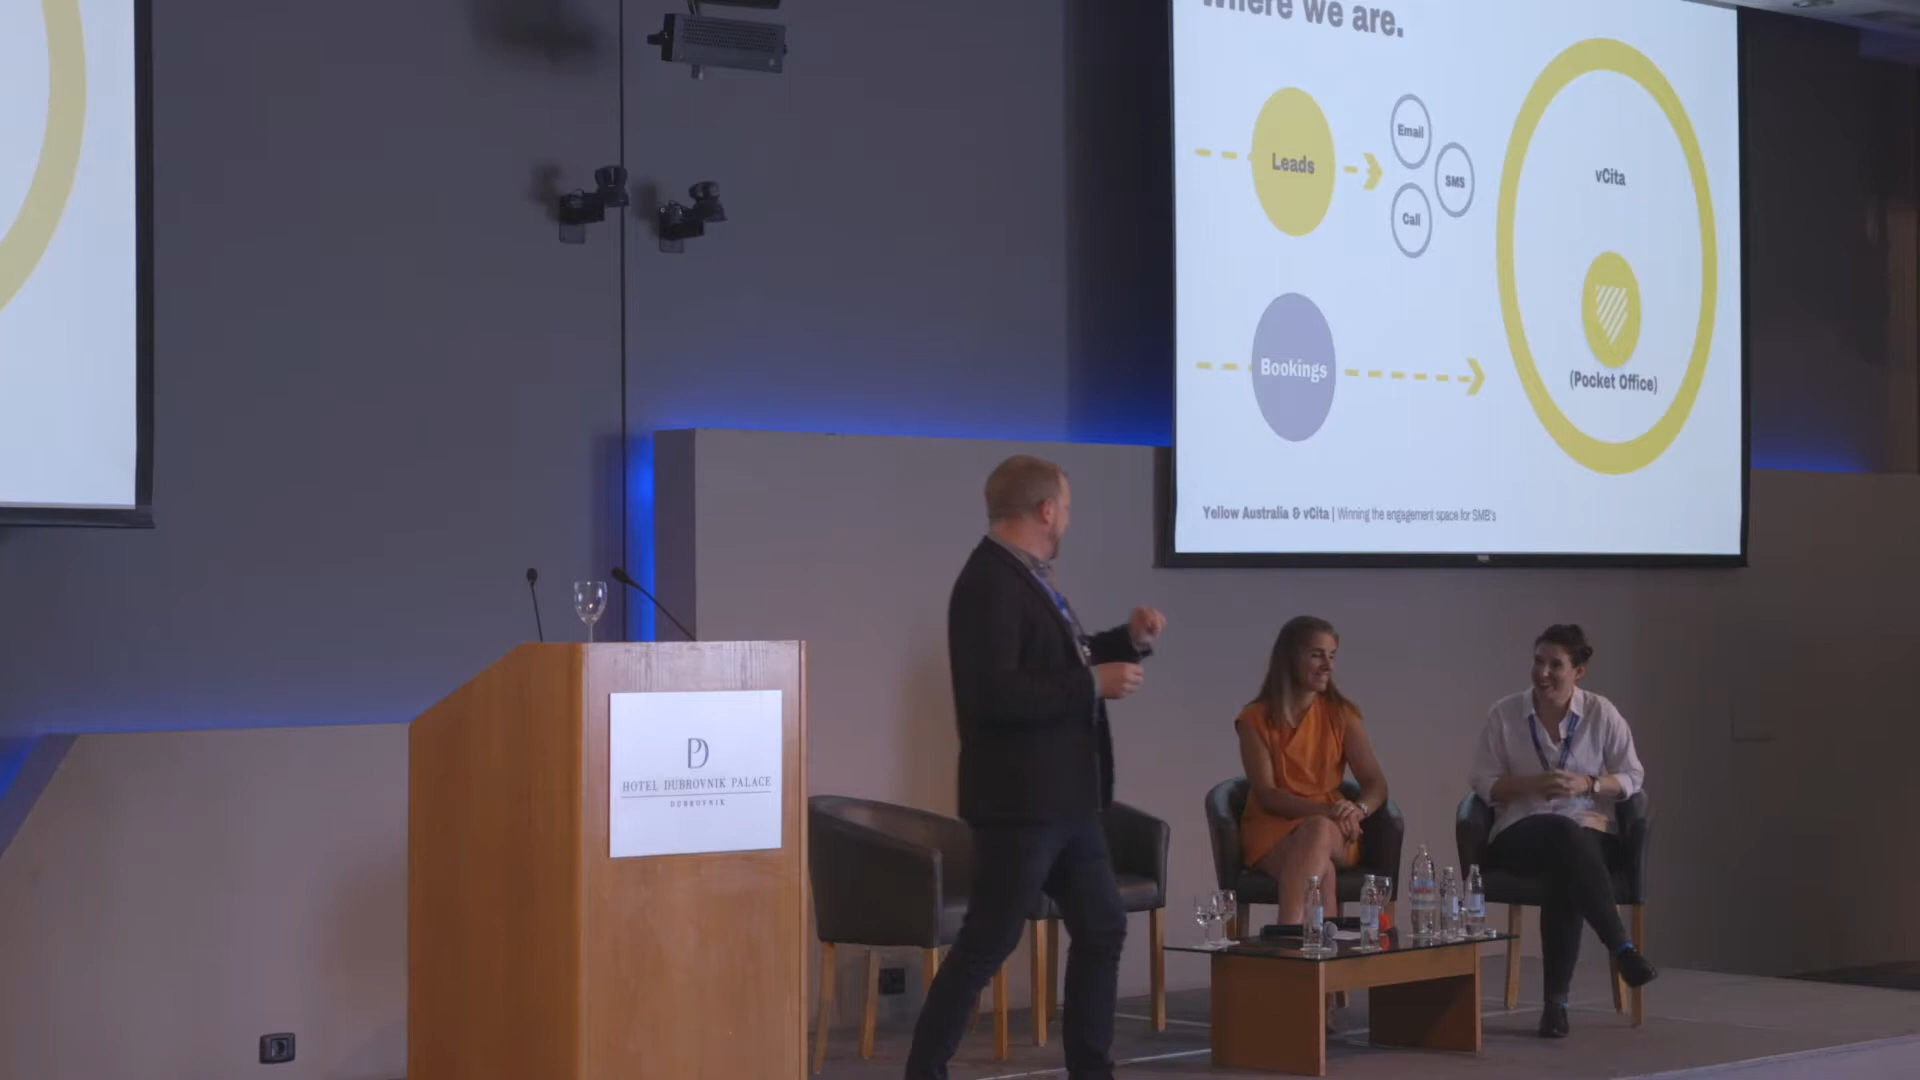 Where we are.
Leads
Email
SMS
Call
vCita
Bookings
(Pocket Office)
Yellow Australia & vCita | Winning the engagement space for SMB's
PD
HOTEL DUBROVNIK PALACE
DUBROVNIK